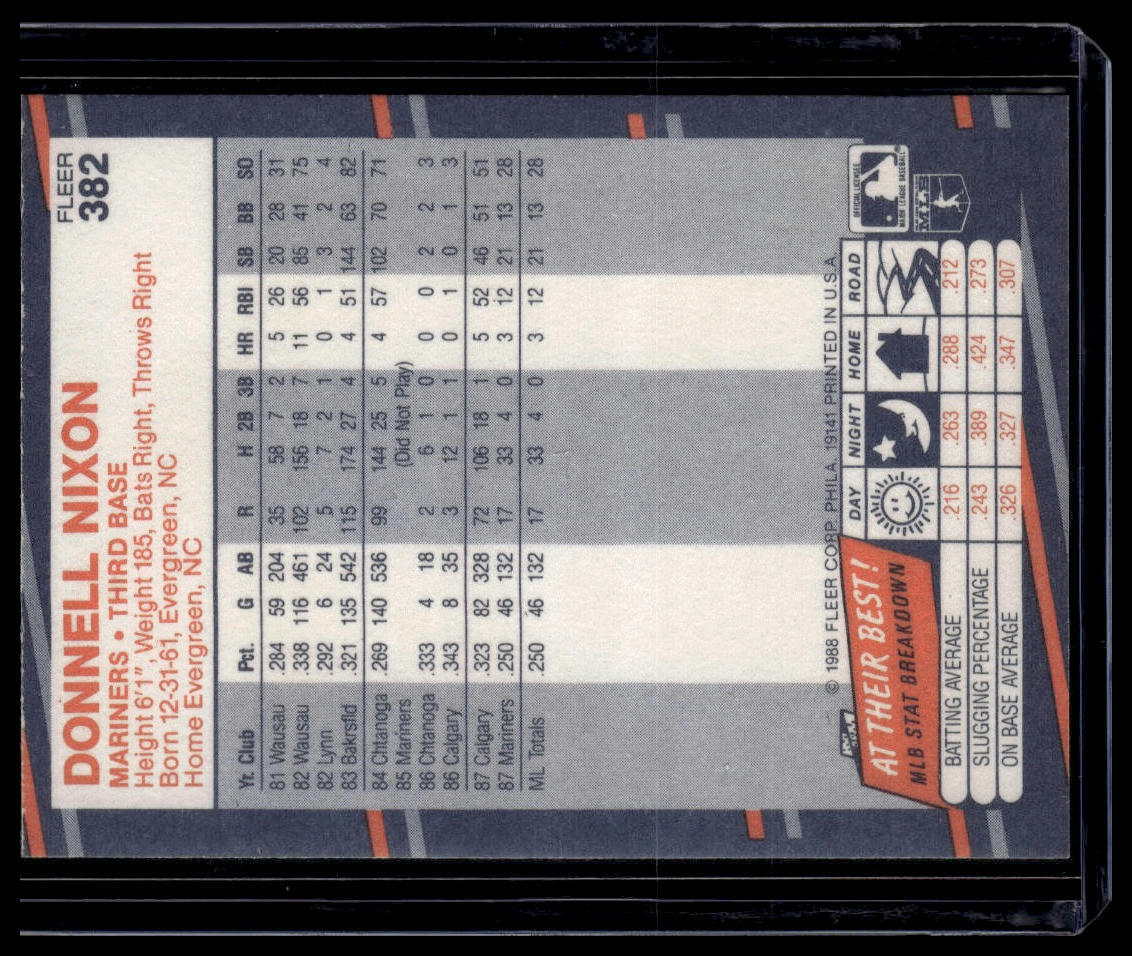 FLEER
382
DONNELL NIXON
MARINERS • THIRD BASE
Height 6'1", Weight 185, Bats Right, Throws Right
Born 12-31-61, Evergreen, NC
Home Evergreen, NC
Yr. Club Pct. G AB R H 2B 3B HR RBI SB BB SO
81 Wausau .284 59 204 35 58 7 2 5 26 20 28 31
82 Wausau .338 116 461 102 156 18 7 11 56 85 41 75
82 Lynn .292 6 24 5 7 2 1 0 1 3 2 4
83 Bakrsfld .321 135 542 115 174 27 4 4 51 144 63 82
84 Chtanoga .269 140 536 99 144 25 5 4 57 102 70 71
85 Mariners (Did Not Play)
86 Chtanoga .333 4 18 2 6 1 0 0 0 2 2 3
86 Calgary .343 8 35 3 12 1 1 0 1 0 1 3
87 Calgary .323 82 328 72 106 18 1 5 52 46 51 51
87 Mariners .250 46 132 17 33 4 0 3 12 21 13 28
ML Totals .250 46 132 17 33 4 0 3 12 21 13 28
© 1988 FLEER CORP. PHILA. 19141 PRINTED IN U.S.A.
AT THEIR BEST!
MLB STAT BREAKDOWN
DAY NIGHT HOME ROAD
BATTING AVERAGE .216 .263 .288 .212
SLUGGING PERCENTAGE .243 .389 .424 .273
ON BASE AVERAGE .326 .327 .347 .307
OFFICIAL LICENSEE
MAJOR LEAGUE BASEBALL
MLB